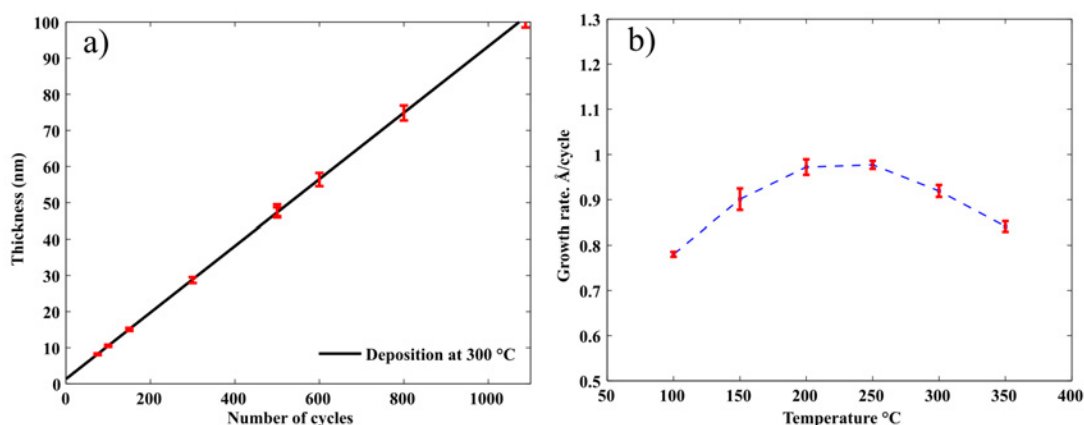 a)
100
90
80
70
60
50
40
30
20
10
0
Thickness (nm)
Deposition at 300 °C
0 200 400 600 800 1000
Number of cycles
b)
1.3
1.2
1.1
1
0.9
0.8
0.7
0.6
0.5
Growth rate. Å/cycle
50 100 150 200 250 300 350 400
Temperature °C